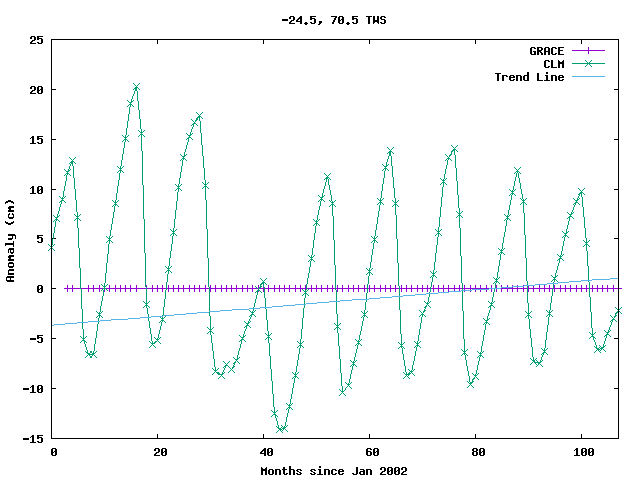 -24.5, 70.5 TWS
GRACE
CLM
Trend Line
25
20
15
10
5
0
-5
-10
-15
Anomaly (cm)
0 20 40 60 80 100
Months since Jan 2002